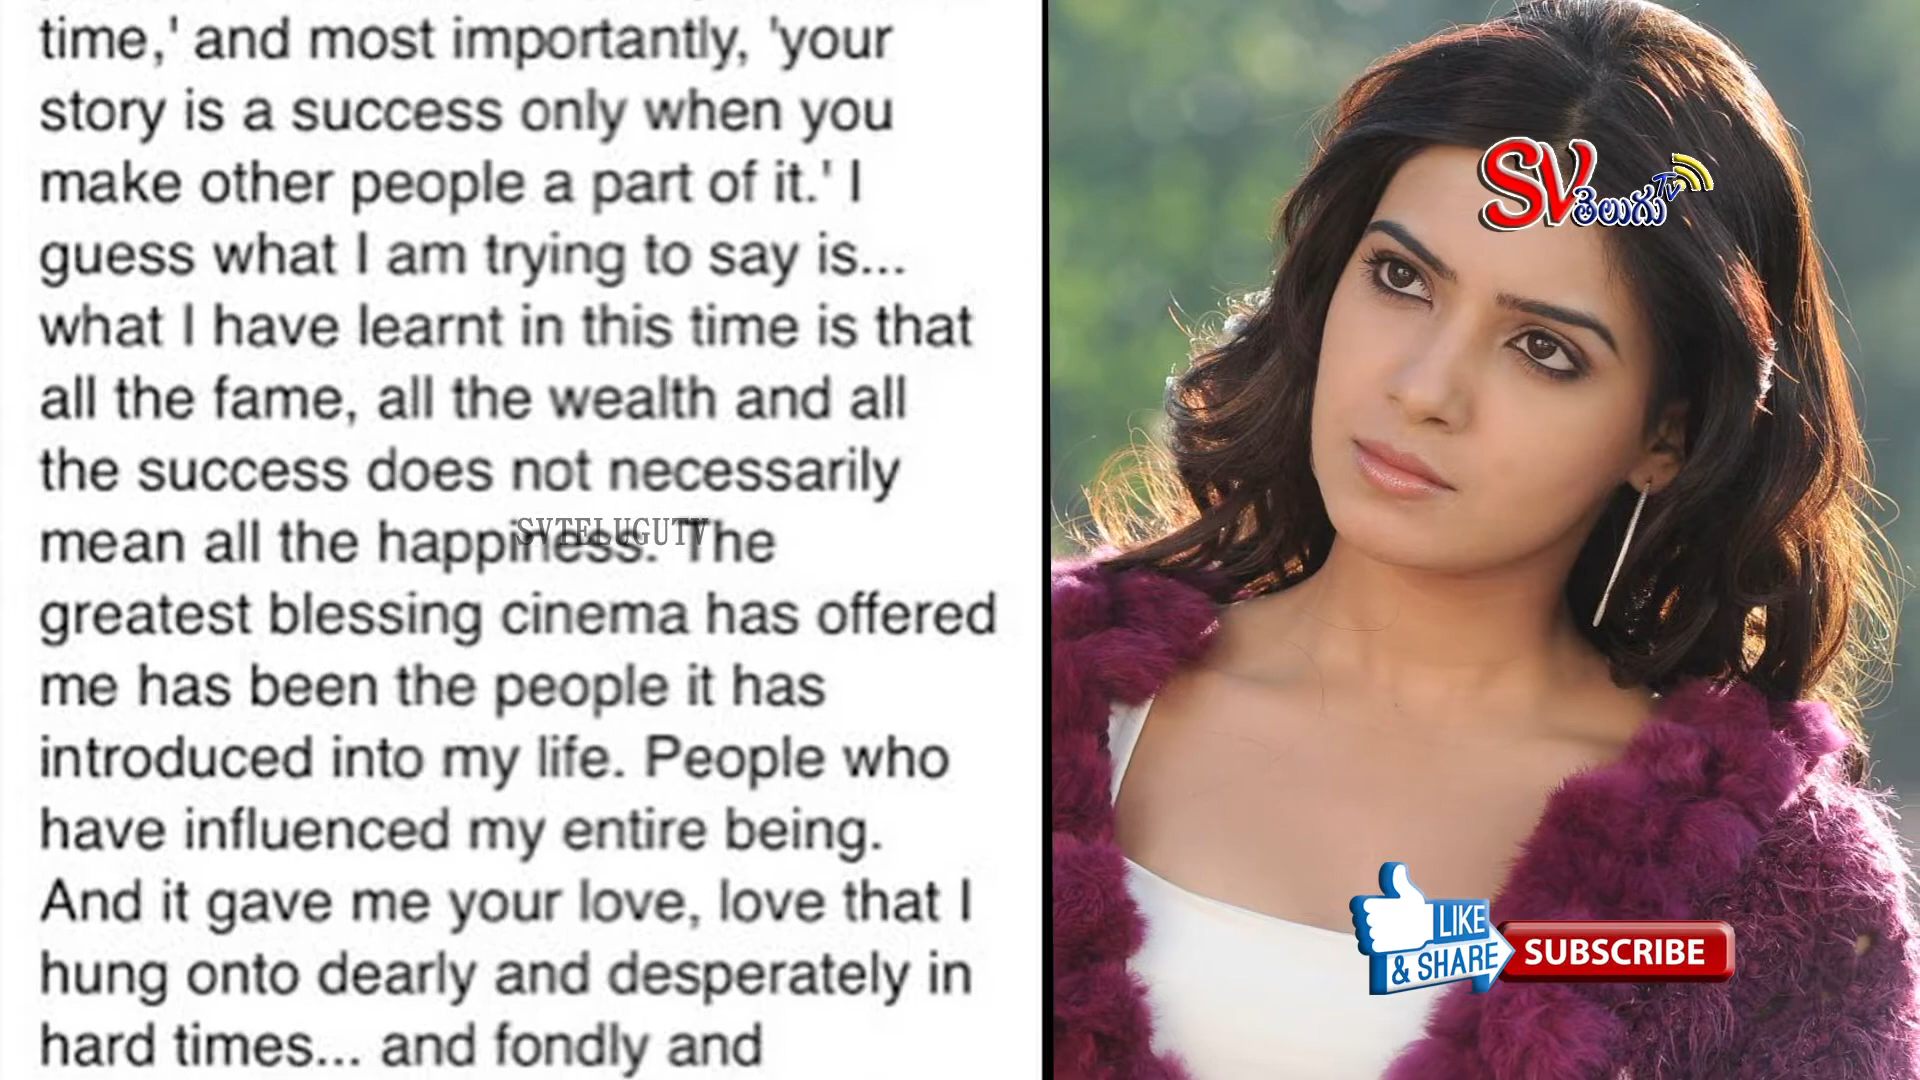 time,' and most importantly, 'your
story is a success only when you
make other people a part of it.' I
guess what I am trying to say is...
what I have learnt in this time is that
all the fame, all the wealth and all
the success does not necessarily
mean all the happiness. The
greatest blessing cinema has offered
me has been the people it has
introduced into my life. People who
have influenced my entire being.
And it gave me your love, love that I
hung onto dearly and desperately in
hard times... and fondly and
SVTELUGUTV
SV తెలుగు TV
LIKE
& SHARE
SUBSCRIBE